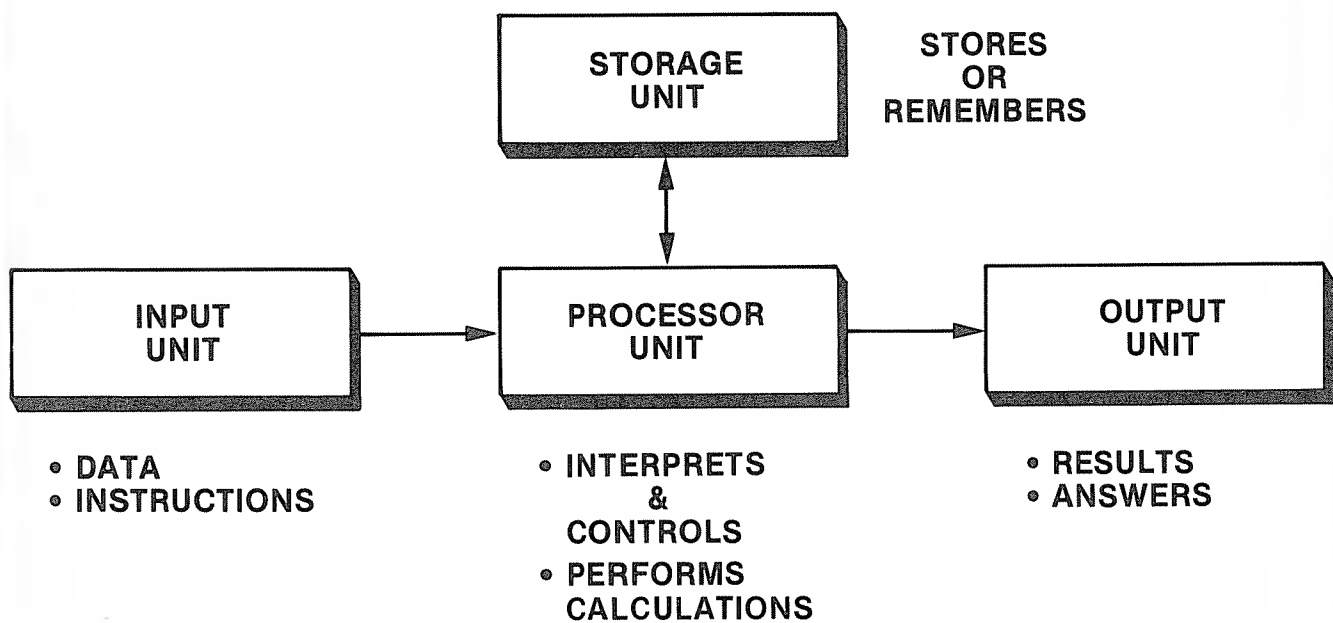 STORAGE
UNIT
STORES
OR
REMEMBERS
INPUT
UNIT
PROCESSOR
UNIT
OUTPUT
UNIT
• DATA
• INSTRUCTIONS
• INTERPRETS
&
CONTROLS
• PERFORMS
CALCULATIONS
• RESULTS
• ANSWERS